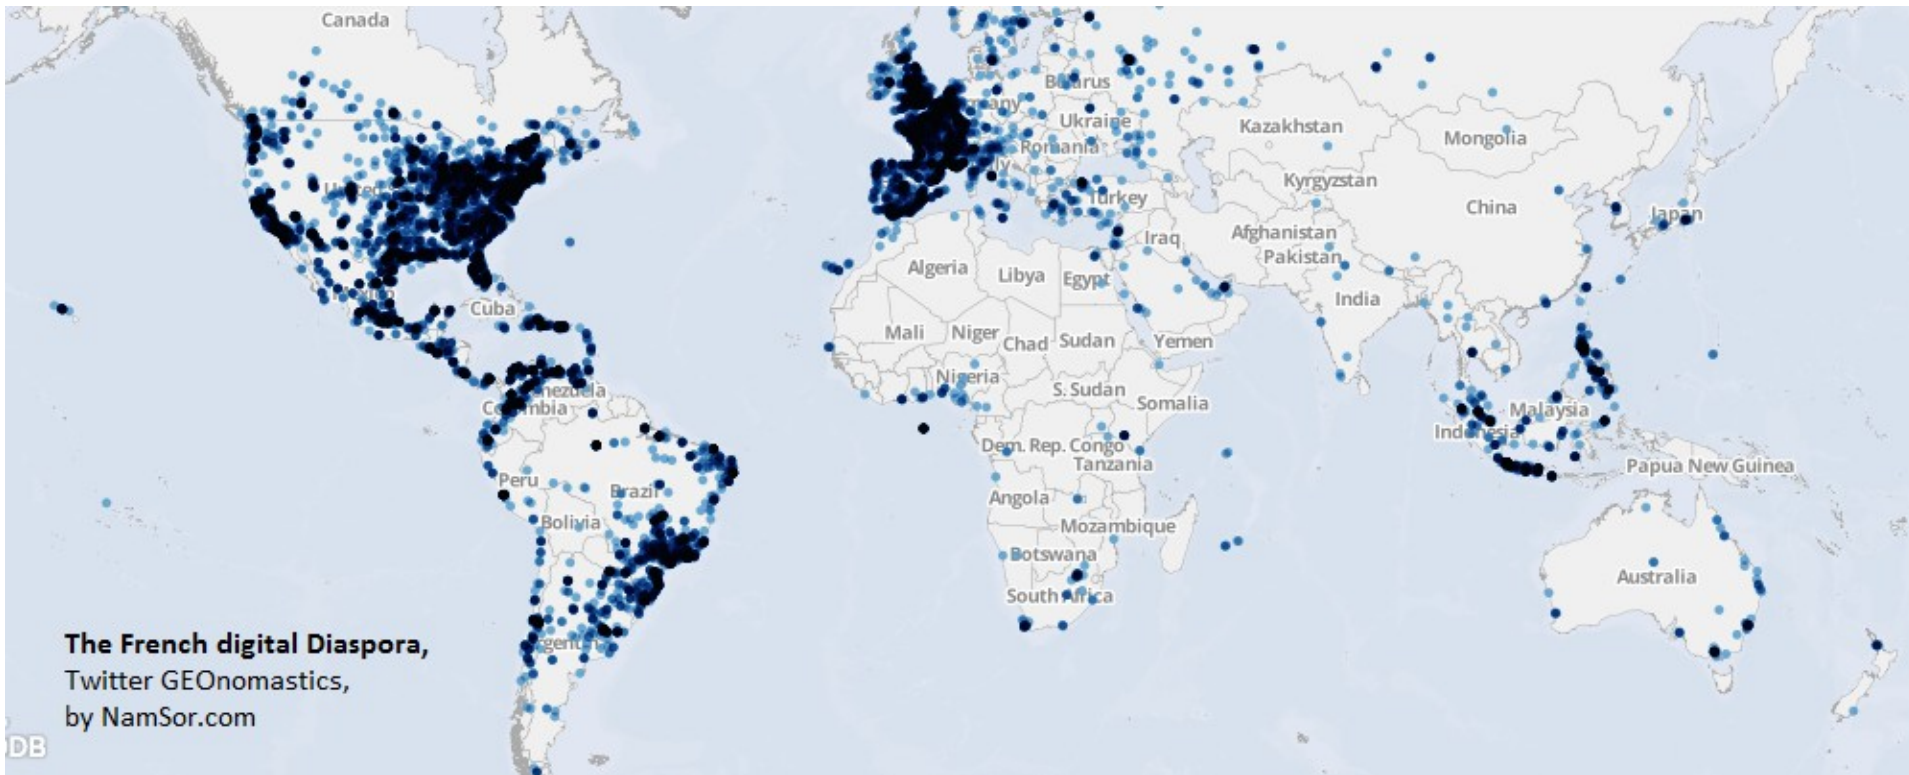 Canada
Belarus
Ukraine
Romania
Kazakhstan
Mongolia
Kyrgyzstan
Turkey
China
Japan
Iraq
Afghanistan
Pakistan
Algeria
Libya
Egypt
India
Cuba
Mali
Niger
Chad
Sudan
Yemen
Nigeria
S. Sudan
Somalia
Malaysia
Dem. Rep. Congo
Tanzania
Papua New Guinea
Peru
Brazil
Angola
Bolivia
Mozambique
Botswana
Australia
South Africa
The French digital Diaspora,
Twitter GEOnomastics,
by NamSor.com
DB